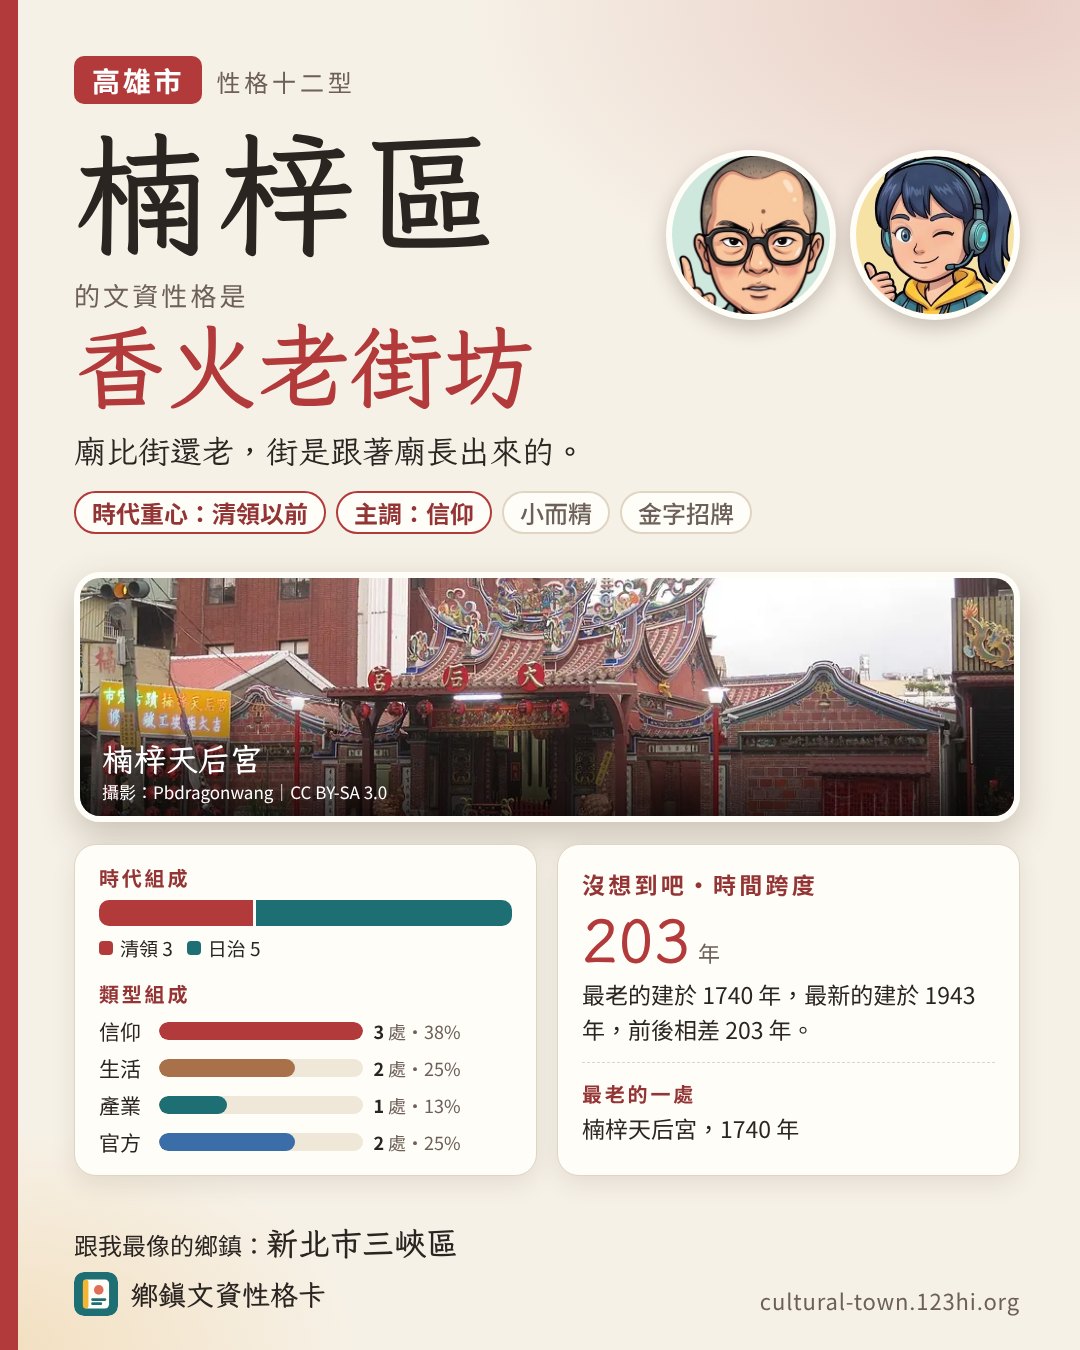 高雄市 性格十二型
楠梓區
的文資性格是
香火老街坊
廟比街還老，街是跟著廟長出來的。
時代重心：清領以前 主調：信仰 小而精 金字招牌
宮后天
楠梓天后宮
攝影：Pbdragonwang｜CC BY-SA 3.0
時代組成
清領 3 日治 5
類型組成
信仰 3 處・38%
生活 2 處・25%
產業 1 處・13%
官方 2 處・25%
沒想到吧・時間跨度
203 年
最老的建於 1740 年，最新的建於 1943
年，前後相差 203 年。
最老的一處
楠梓天后宮，1740 年
跟我最像的鄉鎮：新北市三峽區
鄉鎮文資性格卡
cultural-town.123hi.org